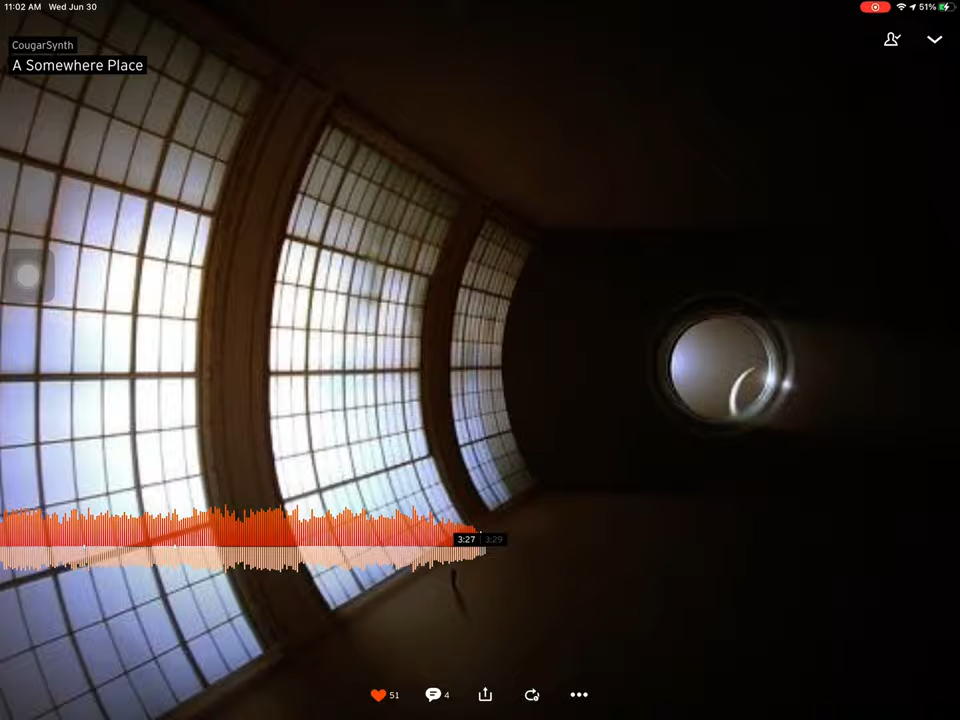 11:02 AM Wed Jun 30
51%
CougarSynth
A Somewhere Place
3:27 | 3:29
51
4